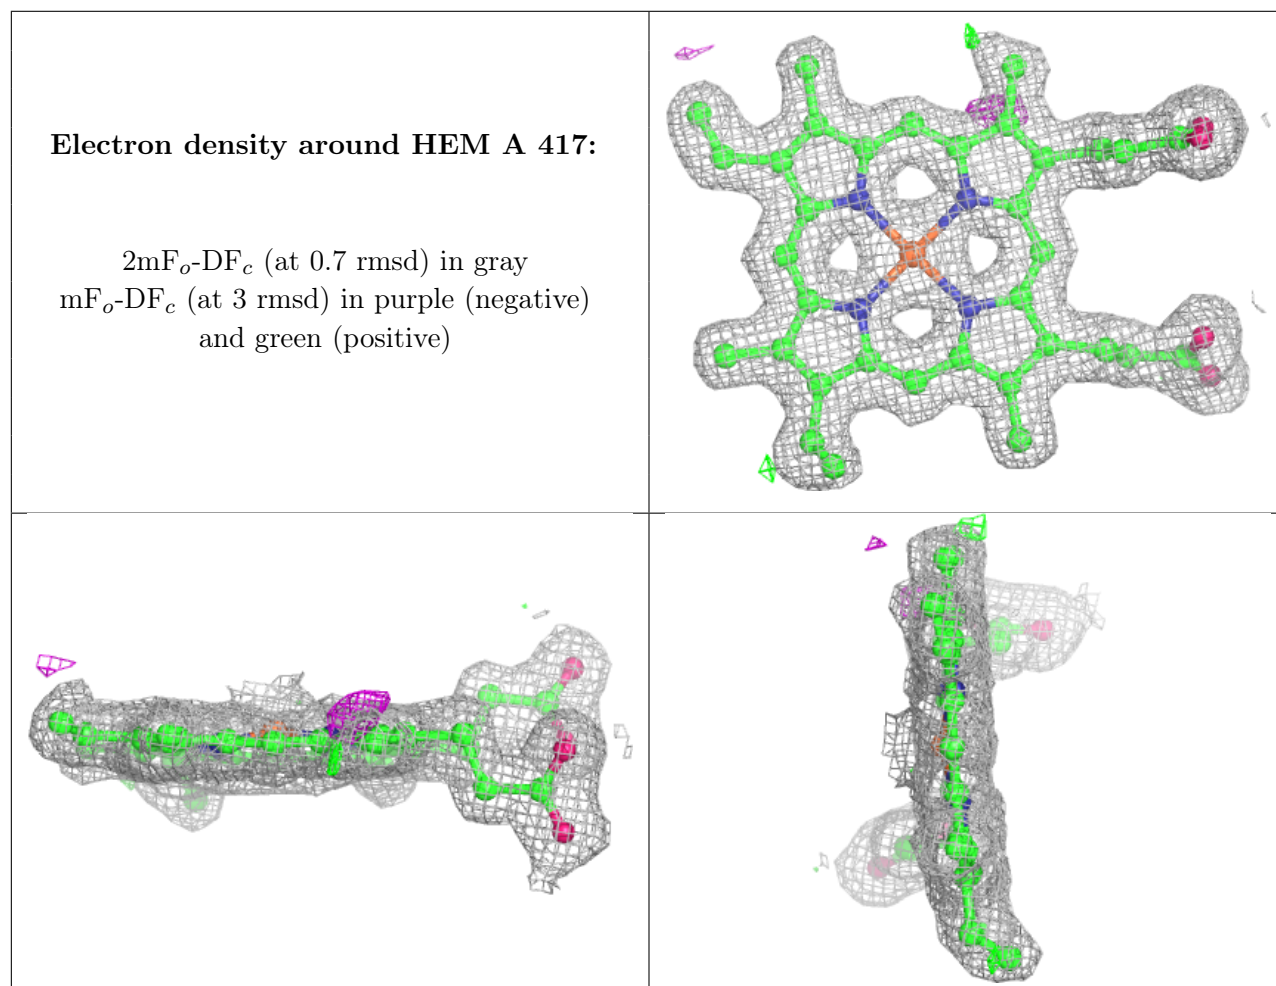 Electron density around HEM A 417:
2mFo-DFc (at 0.7 rmsd) in gray
mFo-DFc (at 3 rmsd) in purple (negative)
and green (positive)